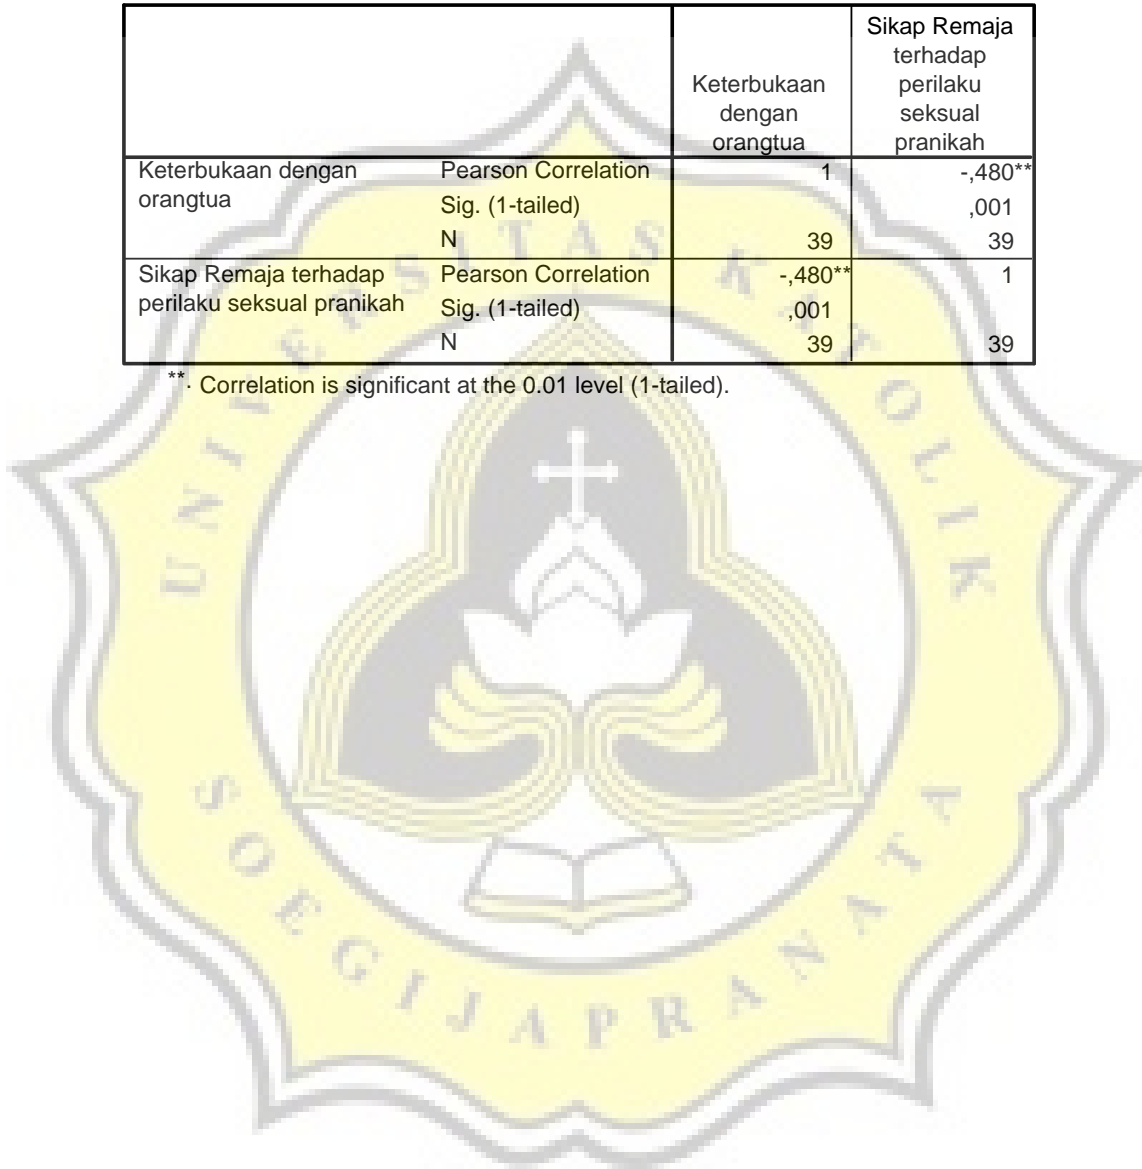 Keterbukaan dengan orangtua
Sikap Remaja terhadap perilaku seksual pranikah
Keterbukaan dengan orangtua Pearson Correlation 1 -,480**
Sig. (1-tailed) ,001
N 39 39
Sikap Remaja terhadap perilaku seksual pranikah Pearson Correlation -,480** 1
Sig. (1-tailed) ,001
N 39 39
**. Correlation is significant at the 0.01 level (1-tailed).
UNIVERSITAS KATOLIK
SOEGIJAPRANATA